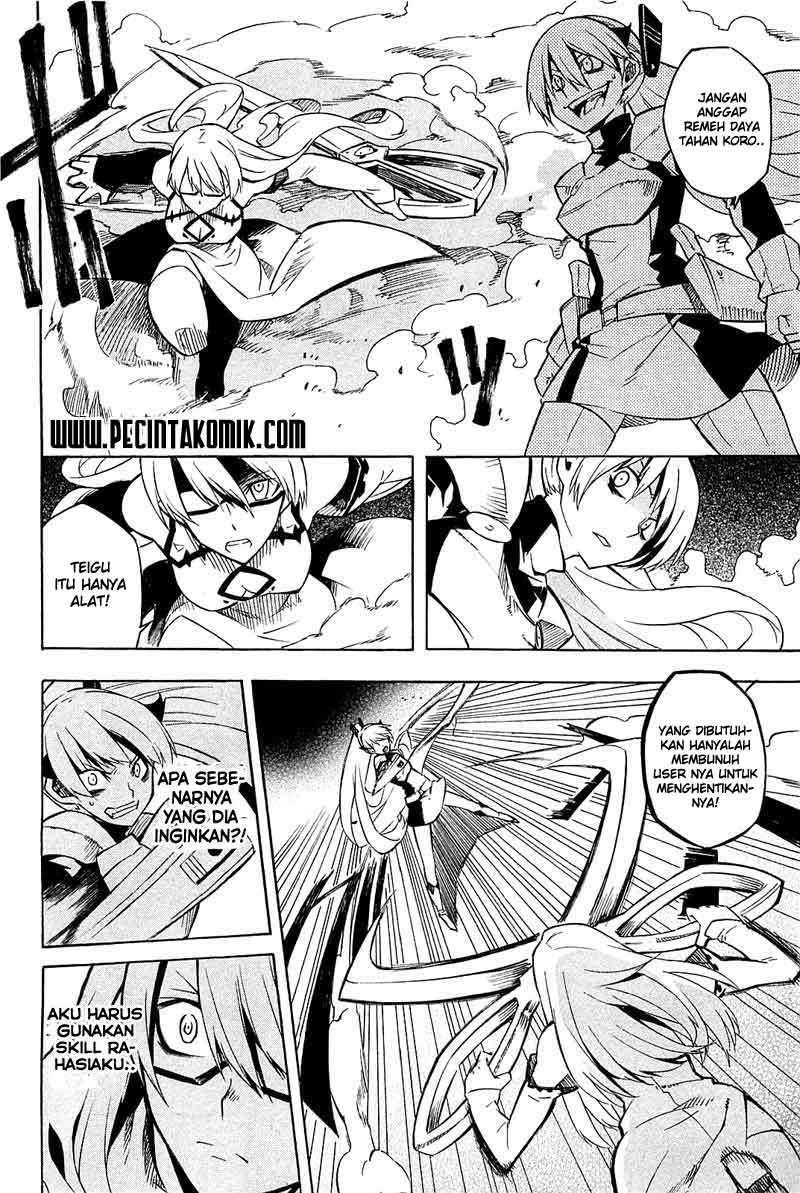 JANGAN
ANGGAP
REMEH DAYA
TAHAN KORO..
WWW.PECINTAKOMIK.COM
TEIGU
ITU HANYA
ALAT!
YANG DIBUTUH-
KAN HANYALAH
MEMBUNUH
USER NYA UNTUK
MENGHENTIKAN-
NYA!
APA SEBE-
NARNYA
YANG DIA
INGINKAN?!
AKU HARUS
GUNAKAN
SKILL RA-
HASIAKU..